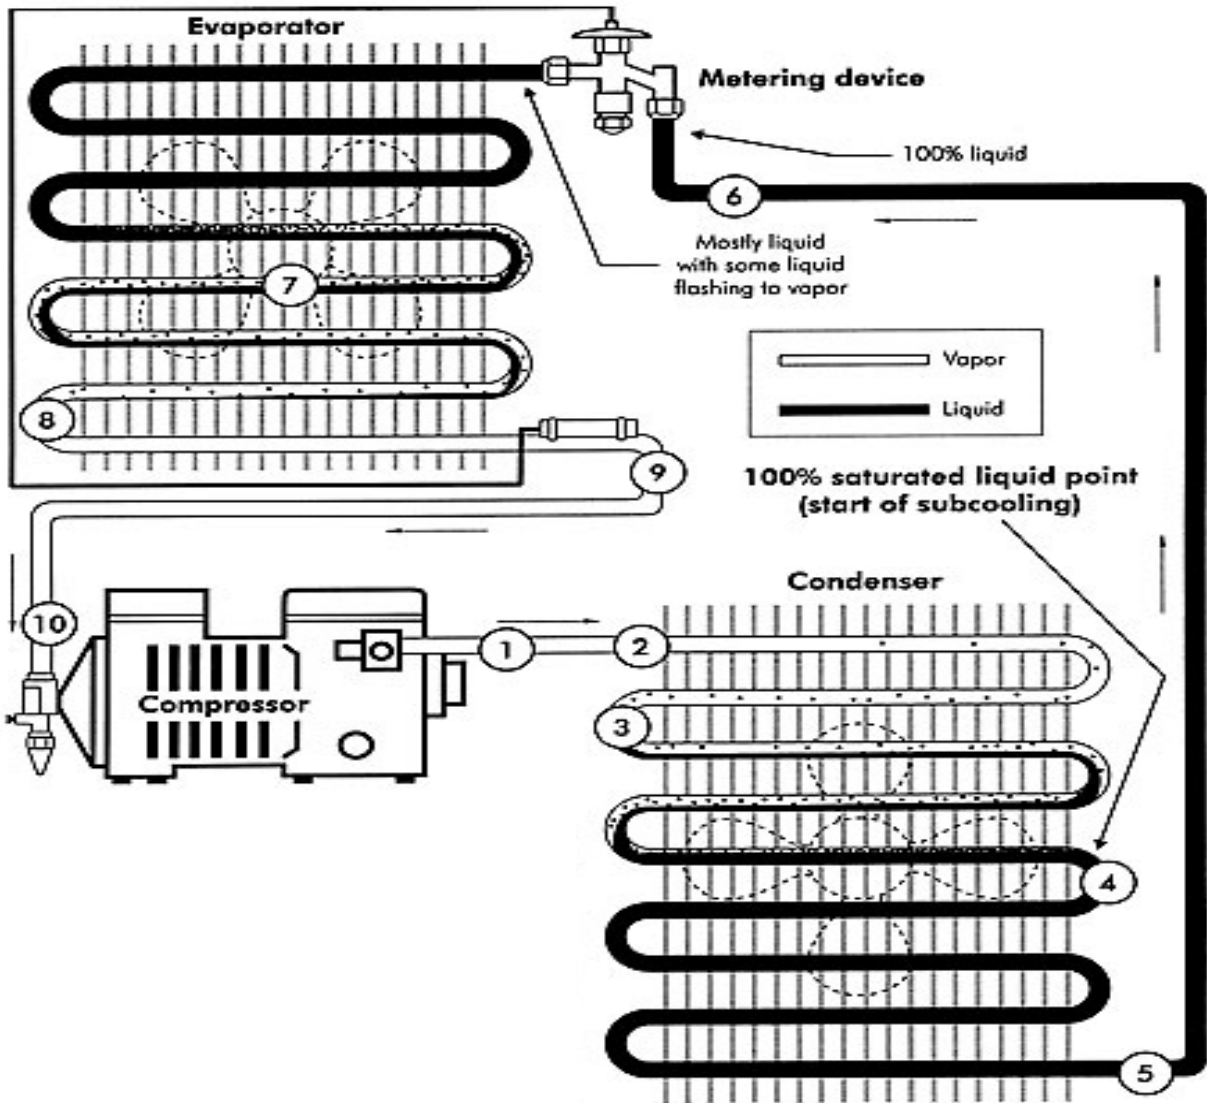 Evaporator
Metering device
100% liquid
6
Mostly liquid
with some liquid
flashing to vapor
7
Vapor
Liquid
8
9
100% saturated liquid point
(start of subcooling)
Condenser
10
1
2
Compressor
3
4
5